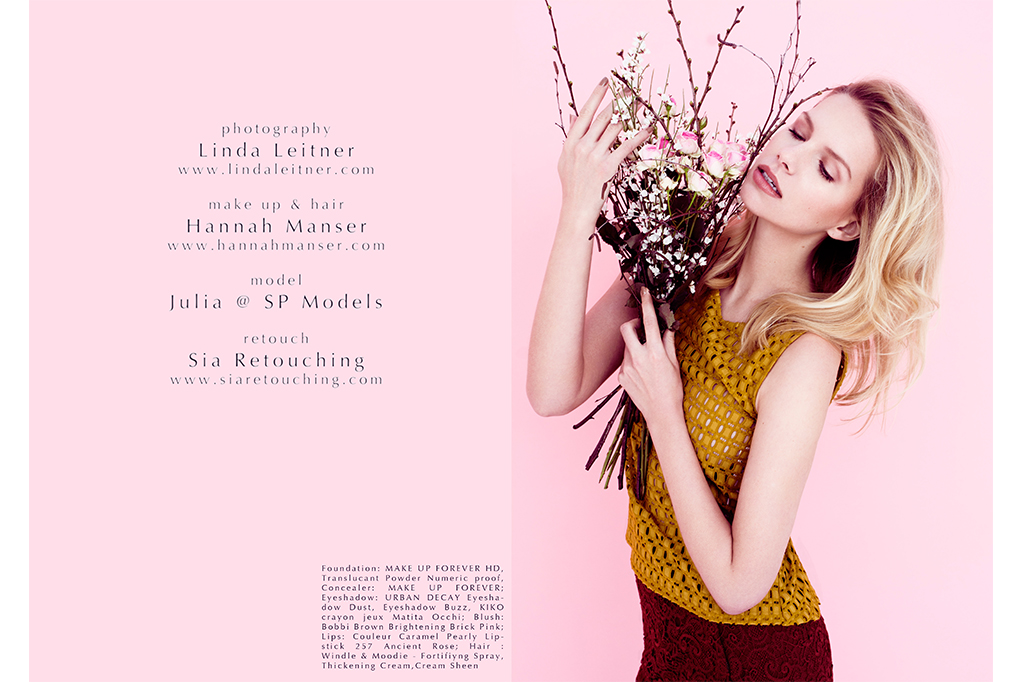 photography
Linda Leitner
www.lindaleitner.com
make up & hair
Hannah Manser
www.hannahmanser.com
model
Julia @ SP Models
retouch
Sia Retouching
www.siaretouching.com
Foundation: MAKE UP FOREVER HD,
Translucant Powder Numeric proof,
Concealer: MAKE UP FOREVER;
Eyeshadow: URBAN DECAY Eyesha-
dow Dust, Eyeshadow Buzz, KIKO
crayon jeux Matita Occhi; Blush:
Bobbi Brown Brightening Brick Pink;
Lips: Couleur Caramel Pearly Lip-
stick 257 Ancient Rose; Hair :
Windle & Moodie - Fortifiyng Spray,
Thickening Cream,Cream Sheen